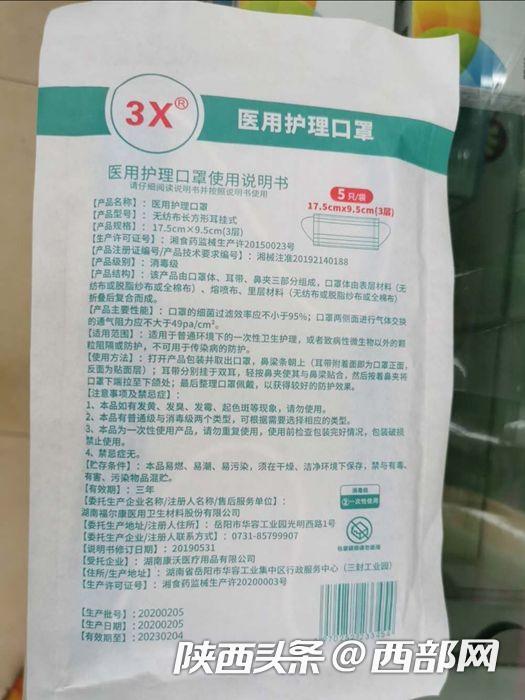 3X®
医用护理口罩
医用护理口罩使用说明书
请仔细阅读说明书并按照说明书使用
5只/袋
17.5cmx9.5cm(3层)
[产品名称]：医用护理口罩
[产品型号]：无纺布长方形耳挂式
[产品规格]：17.5cm×9.5cm(3层)
[生产许可证号]：湘食药监械生产许20150023号
[产品注册证编号/产品技术要求编号]：湘械注准20192140188
[产品级别]：消毒级
[产品结构]：该产品由口罩体、耳带、鼻夹三部分组成，口罩体由表层材料（无
纺布或脱脂纱布或全棉布）、熔喷布、里层材料（无纺布或脱脂纱布或全棉布）
折叠后复合而成。
[产品主要性能]：口罩的细菌过滤效率应不小于95%；口罩两侧面进行气体交换
的通气阻力应不大于49pa/cm²。
[适用范围]：适用于普通环境下的一次性卫生护理，或者致病性微生物以外的颗
粒阻隔或防护，不可用于传染病的防护。
[使用方法]：打开产品包装并取出口罩，鼻梁条朝上（耳带附着面即为口罩正面，
反面为贴面层）；耳带分别挂于双耳，轻按鼻夹使其与鼻梁贴合，然后按着鼻夹将
口罩下端拉至下颌处；最后整理口罩佩戴，以获得较好的防护效果。
[注意事项及禁忌症]：
1、本品如有发黄、发臭、发霉、起色斑等现象，请勿使用。
2、本品有普通级与消毒级两个类型，可根据需要选择相应的类型。
3、本品为一次性使用产品，请勿重复使用，使用前检查包装完好情况，包装破损
禁止使用。
4、禁忌症无。
[贮存条件]：本品易燃、易潮、易污染，须在干燥、洁净环境下保存，禁与有毒、
有害、污染物品混贮。
[有效期]：三年
[委托生产企业名称/注册人名称/售后服务单位]：
湖南福尔康医用卫生材料股份有限公司
[委托生产地址/注册人住所]：岳阳市华容工业园光明西路1号
[委托生产企业/注册人联系方式]：0731-85799907
[说明书修订日期]：20190531
[受托企业]：湖南康沃医疗用品有限公司
[住所/生产地址]：湖南省岳阳市华容工业集中区行政服务中心（三封工业园）
[生产许可证号]：湘食药监械生产许20200003号
消毒级
②一次性使用
包装破损请勿使用
[生产批号]：20200205
[生产日期]：20200205
[有效期至]：20230204
陕西头条@西部网